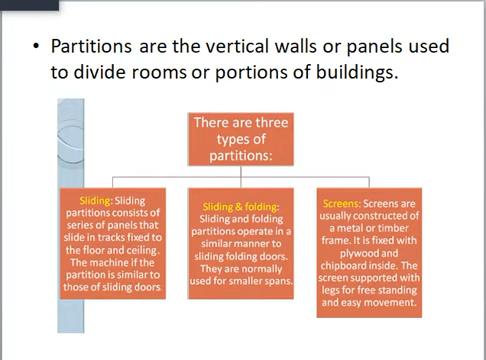 • Partitions are the vertical walls or panels used
to divide rooms or portions of buildings.
There are three
types of
partitions:
Sliding: Sliding
partitions consists of
series of panels that
slide in tracks fixed to
the floor and ceiling.
The machine if the
partition is similar to
those of sliding doors.
Sliding & folding:
Sliding and folding
partitions operate in a
similar manner to
sliding folding doors.
They are normally
used for smaller spans.
Screens: Screens are
usually constructed of
a metal or timber
frame. It is fixed with
plywood and
chipboard inside. The
screen supported with
legs for free standing
and easy movement.